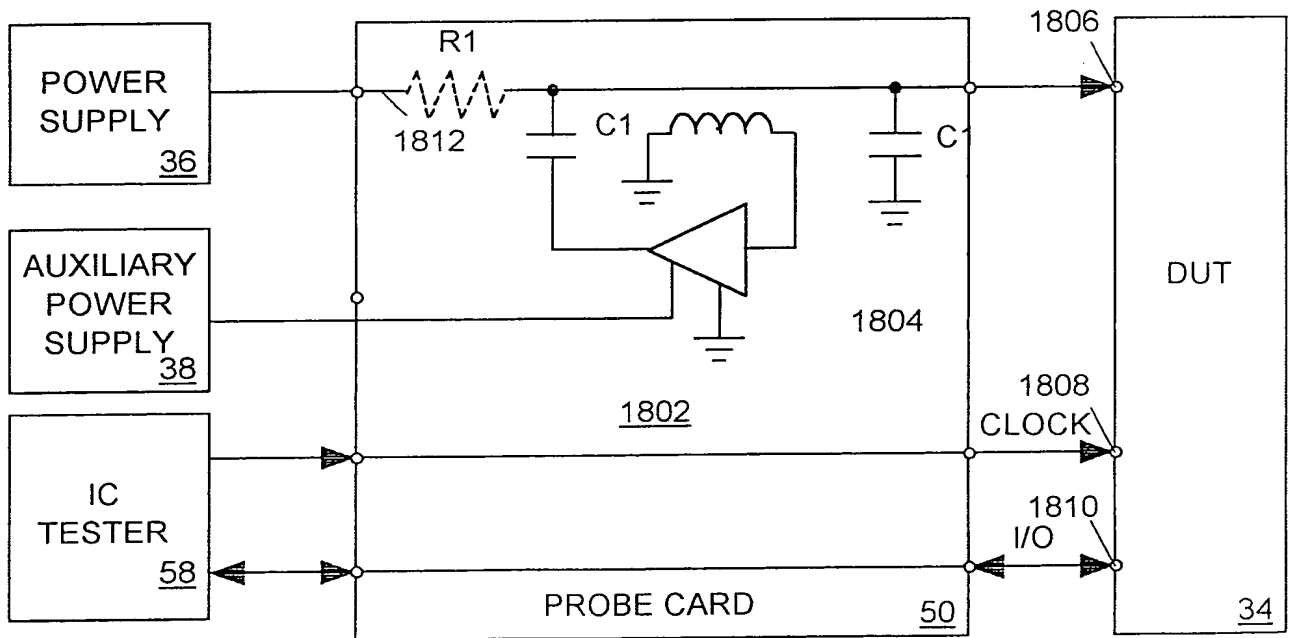 POWER
SUPPLY
36
AUXILIARY
POWER
SUPPLY
38
IC
TESTER
58
R1
1812
C1
C1
1804
1802
PROBE CARD
50
1806
1808
CLOCK
1810
I/O
DUT
34